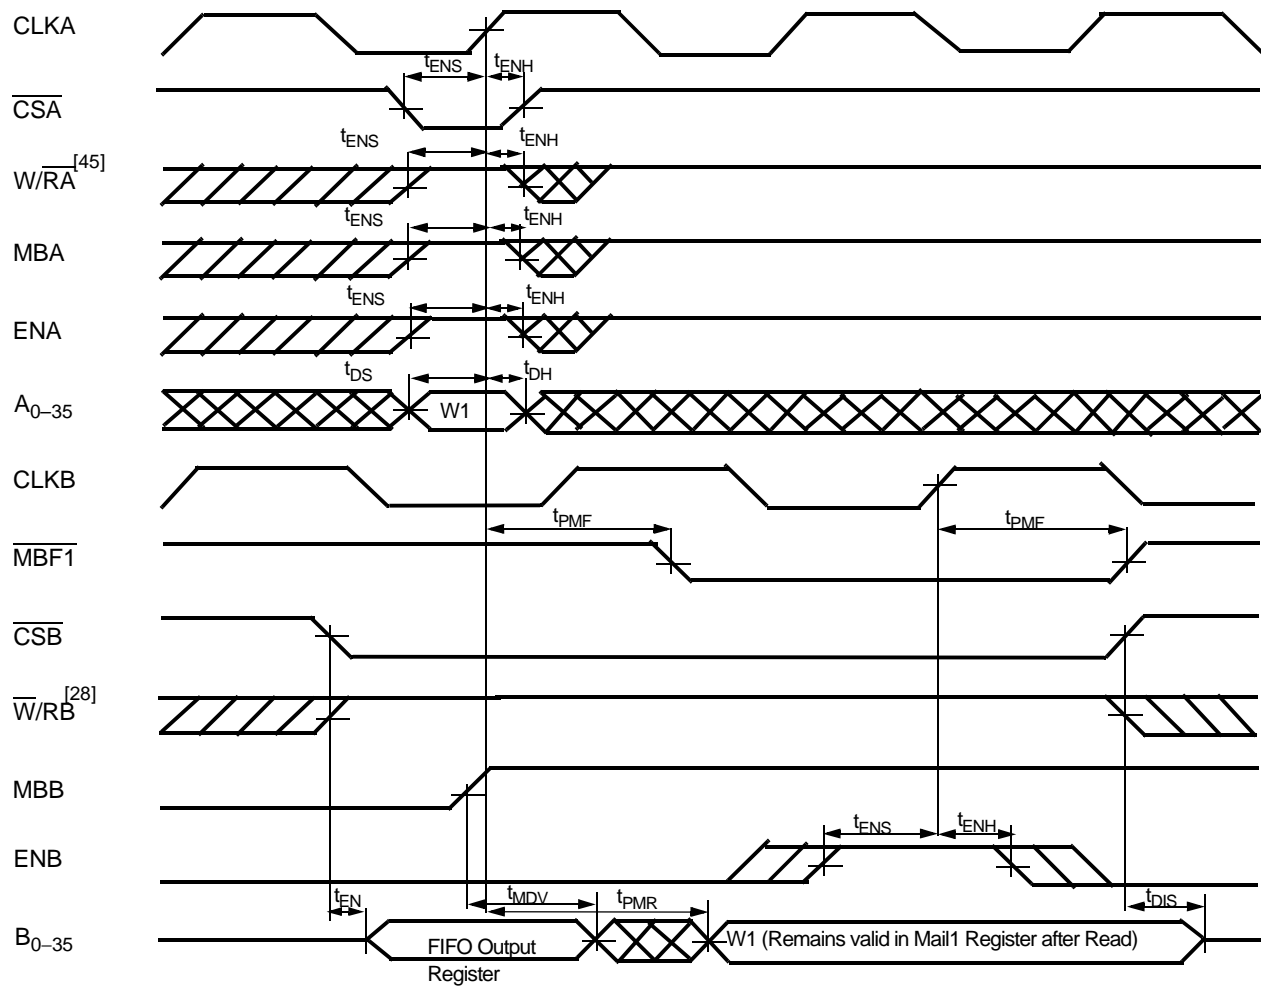 CLKA
tENS tENH
CSA
tENS tENH
W/RA[45]
tENS tENH
MBA
tENS tENH
ENA
tDS tDH
A0–35 W1
CLKB
tPMF tPMF
MBF1
CSB
W/RB[28]
MBB
tENS tENH
ENB
tEN tMDV tPMR tDIS
B0–35 FIFO Output W1 (Remains valid in Mail1 Register after Read)
Register